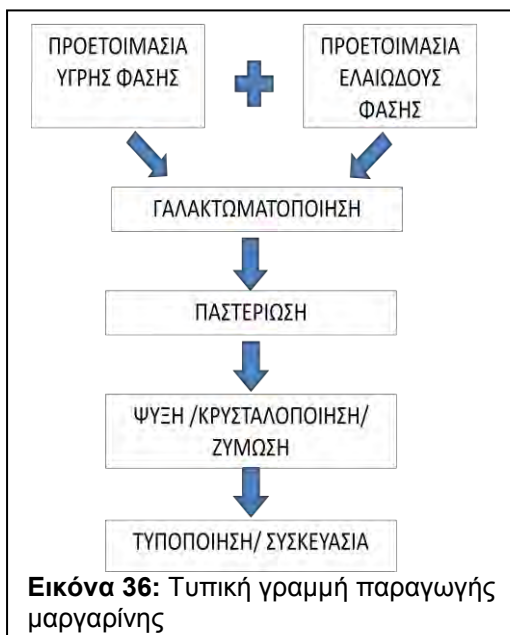 ΠΡΟΕΤΟΙΜΑΣΙΑ
ΥΓΡΗΣ ΦΑΣΗΣ
ΠΡΟΕΤΟΙΜΑΣΙΑ
ΕΛΑΙΩΔΟΥΣ
ΦΑΣΗΣ
ΓΑΛΑΚΤΩΜΑΤΟΠΟΙΗΣΗ
ΠΑΣΤΕΡΙΩΣΗ
ΨΥΞΗ /ΚΡΥΣΤΑΛΟΠΟΙΗΣΗ/
ΖΥΜΩΣΗ
ΤΥΠΟΠΟΙΗΣΗ/ ΣΥΣΚΕΥΑΣΙΑ
Εικόνα 36: Τυπική γραμμή παραγωγής
μαργαρίνης